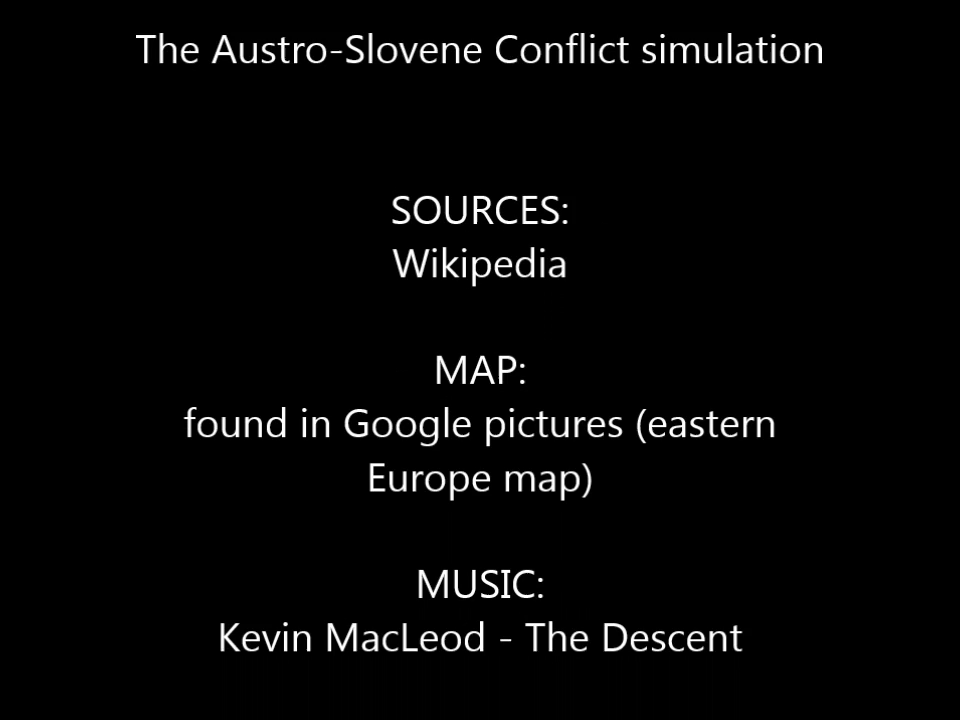 The Austro-Slovene Conflict simulation
SOURCES:
Wikipedia
MAP:
found in Google pictures (eastern
Europe map)
MUSIC:
Kevin MacLeod - The Descent